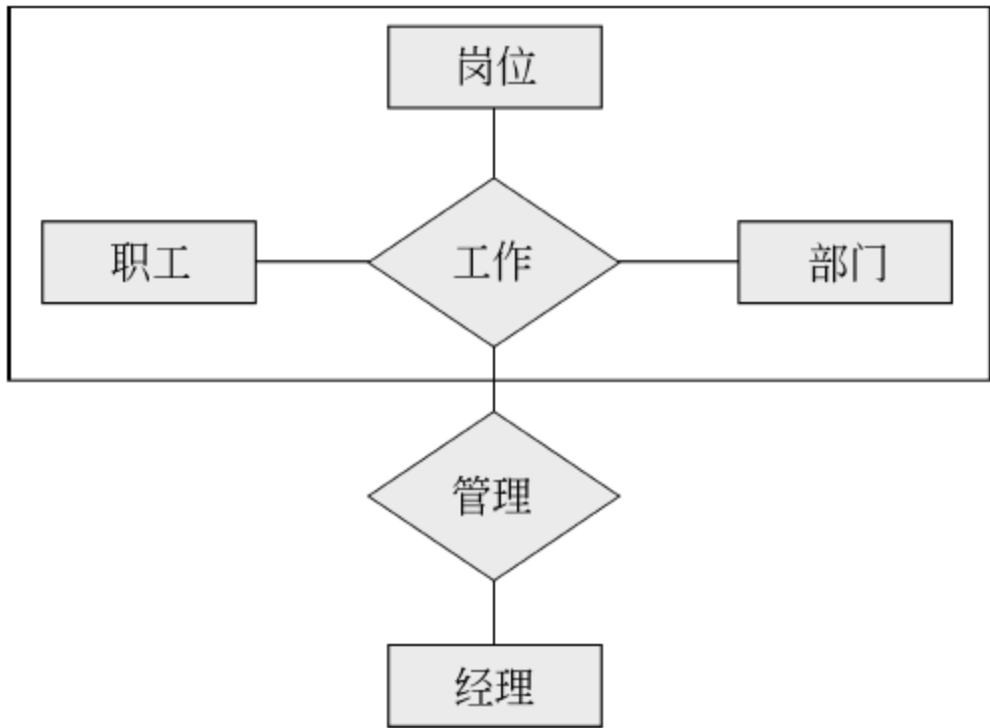 岗位
职工
工作
部门
管理
经理